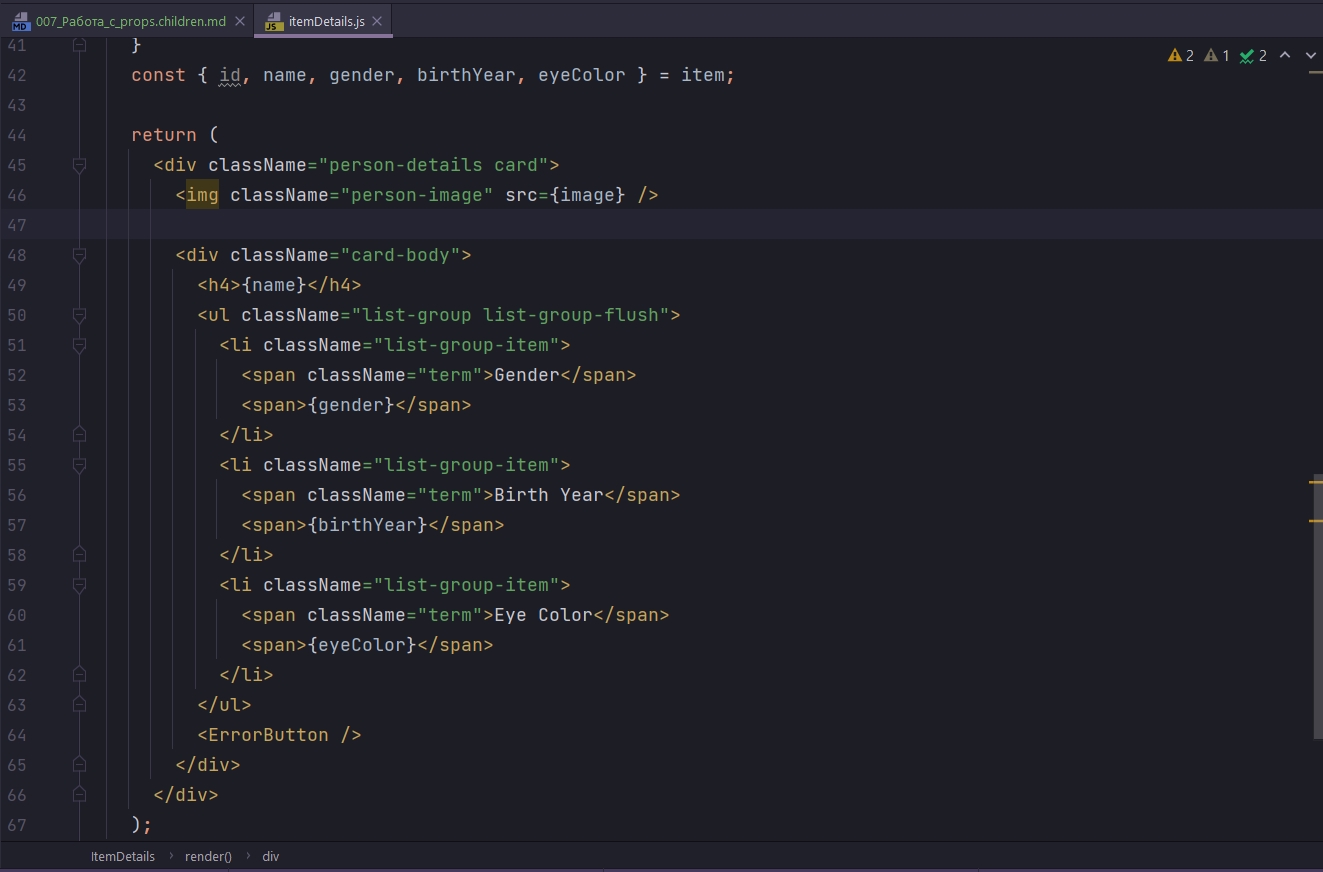 MD 007_Работа_с_props.children.md JS itemDetails.js
2 1 2
41 }
42 const { id, name, gender, birthYear, eyeColor } = item;
43
44 return (
45 <div className="person-details card">
46 <img className="person-image" src={image} />
47
48 <div className="card-body">
49 <h4>{name}</h4>
50 <ul className="list-group list-group-flush">
51 <li className="list-group-item">
52 <span className="term">Gender</span>
53 <span>{gender}</span>
54 </li>
55 <li className="list-group-item">
56 <span className="term">Birth Year</span>
57 <span>{birthYear}</span>
58 </li>
59 <li className="list-group-item">
60 <span className="term">Eye Color</span>
61 <span>{eyeColor}</span>
62 </li>
63 </ul>
64 <ErrorButton />
65 </div>
66 </div>
67 );
ItemDetails › render() › div